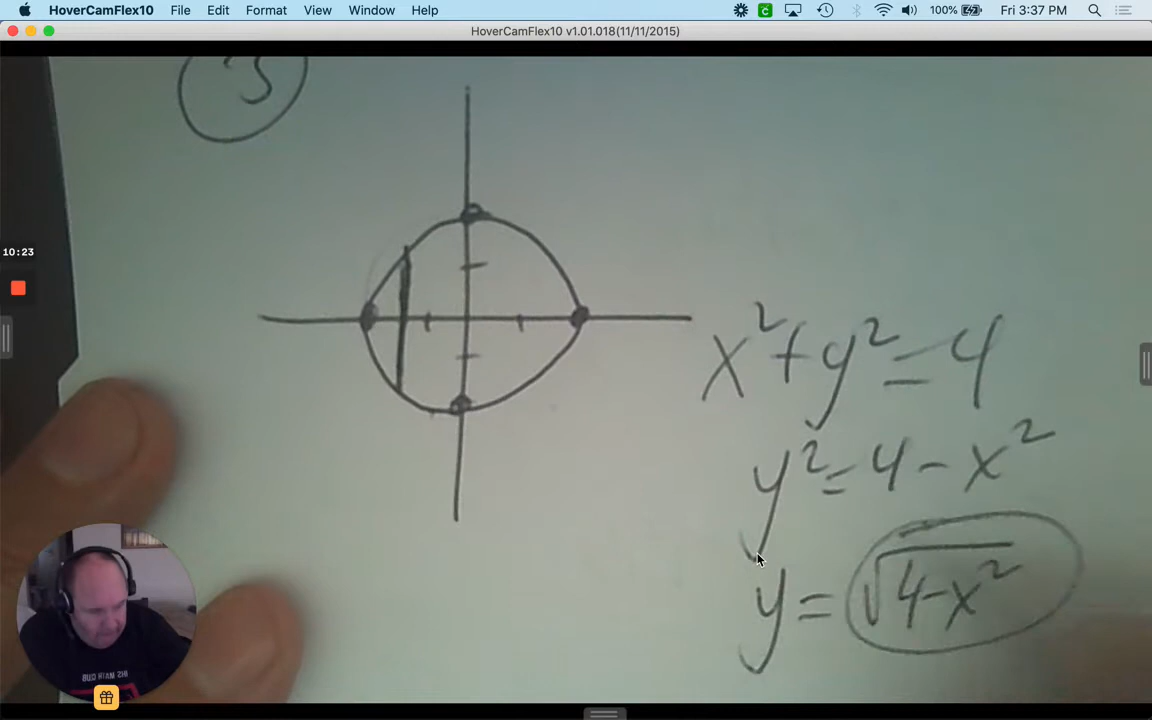 HoverCamFlex10 File Edit Format View Window Help 100% Fri 3:37 PM
HoverCamFlex10 v1.01.018(11/11/2015)
3
10:23
x²+y²=4
y²=4-x²
y=√4-x²